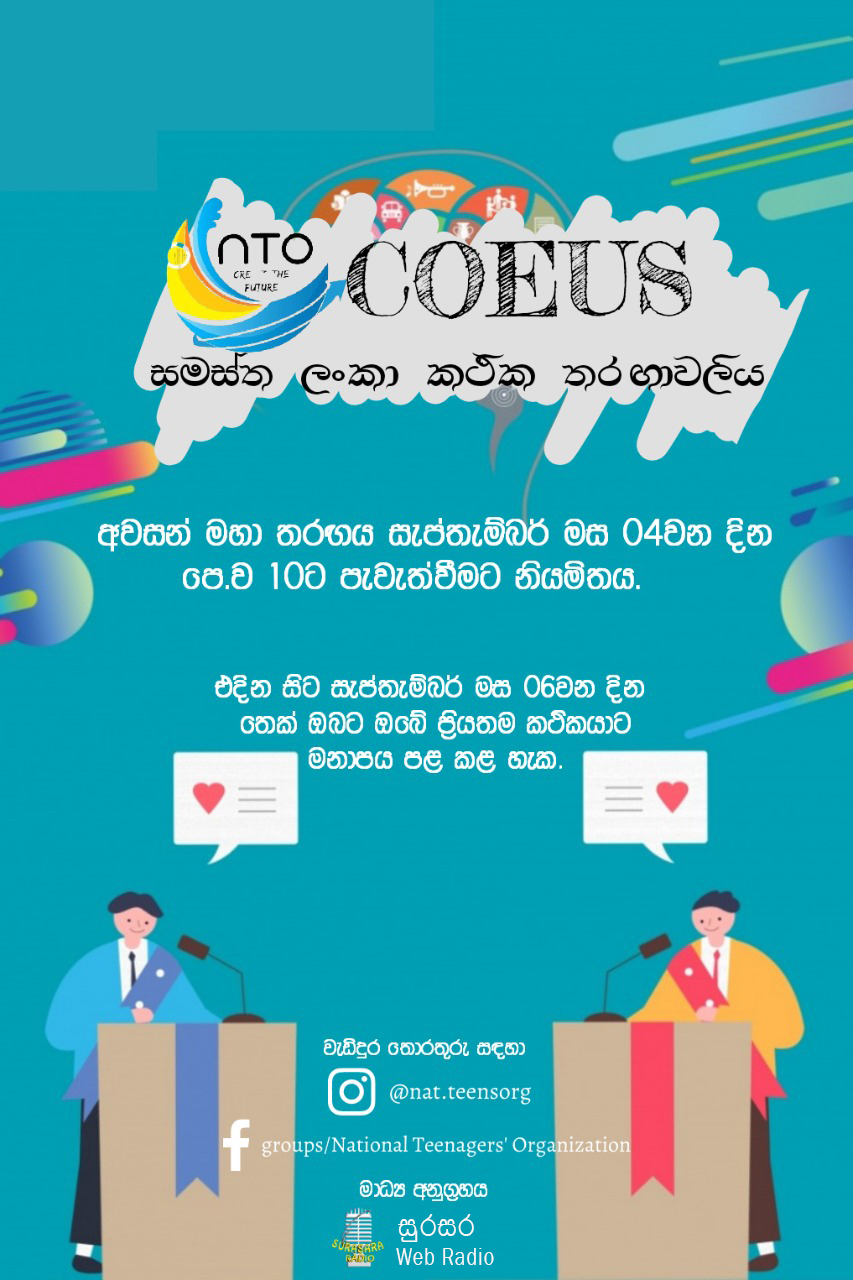 NTO
CREATE THE
FUTURE
COEUS
සමස්ත ලංකා කථික තරඟාවලිය
අවසන් මහා තරඟය සැප්තැම්බර් මස 04වන දින
පෙ.ව 10ට පැවැත්වීමට නියමිතය.
එදින සිට සැප්තැම්බර් මස 06වන දින
තෙක් ඔබට ඔබේ ප්‍රියතම කථිකයාට
මනාපය පළ කළ හැක.
වැඩිදුර තොරතුරු සඳහා
@nat.teensorg
groups/National Teenagers' Organization
මාධ්‍ය අනුග්‍රහය
SURASARA
RADIO
සුරසර
Web Radio